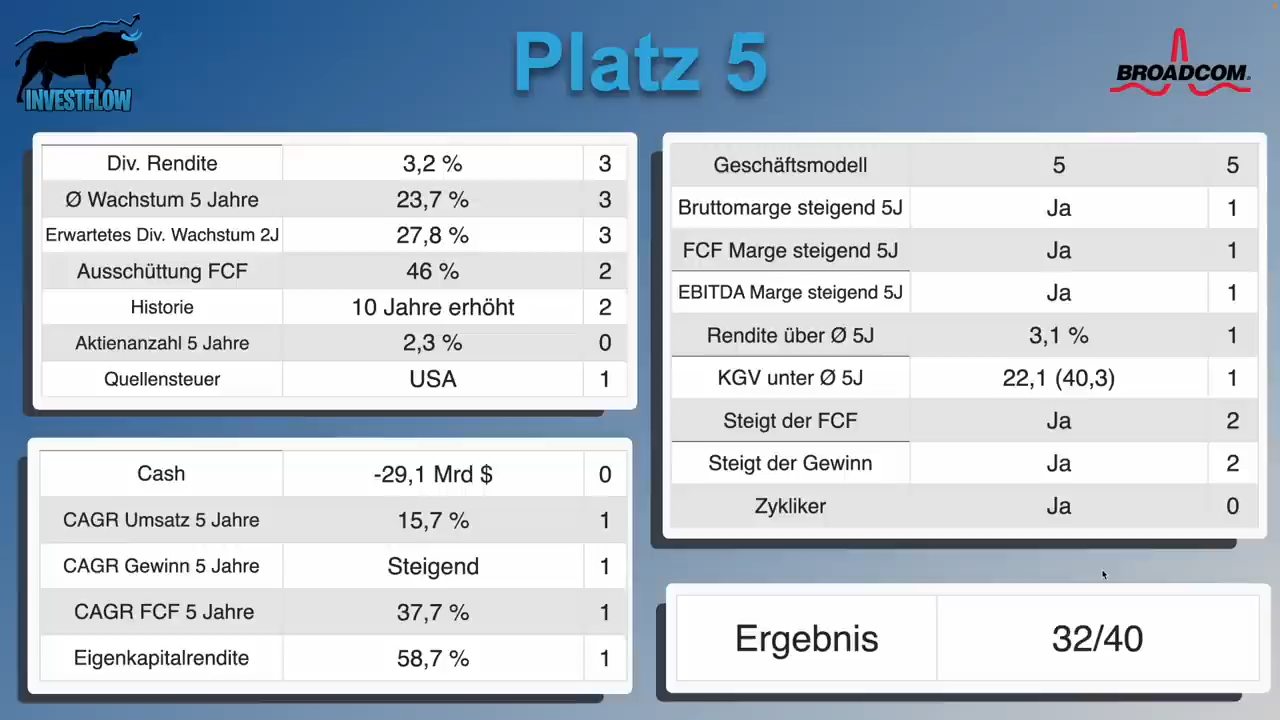 Platz 5
INVESTFLOW
BROADCOM®
Div. Rendite 3,2 % 3
Ø Wachstum 5 Jahre 23,7 % 3
Erwartetes Div. Wachstum 2J 27,8 % 3
Ausschüttung FCF 46 % 2
Historie 10 Jahre erhöht 2
Aktienanzahl 5 Jahre 2,3 % 0
Quellensteuer USA 1
Cash -29,1 Mrd $ 0
CAGR Umsatz 5 Jahre 15,7 % 1
CAGR Gewinn 5 Jahre Steigend 1
CAGR FCF 5 Jahre 37,7 % 1
Eigenkapitalrendite 58,7 % 1
Geschäftsmodell 5 5
Bruttomarge steigend 5J Ja 1
FCF Marge steigend 5J Ja 1
EBITDA Marge steigend 5J Ja 1
Rendite über Ø 5J 3,1 % 1
KGV unter Ø 5J 22,1 (40,3) 1
Steigt der FCF Ja 2
Steigt der Gewinn Ja 2
Zykliker Ja 0
Ergebnis 32/40